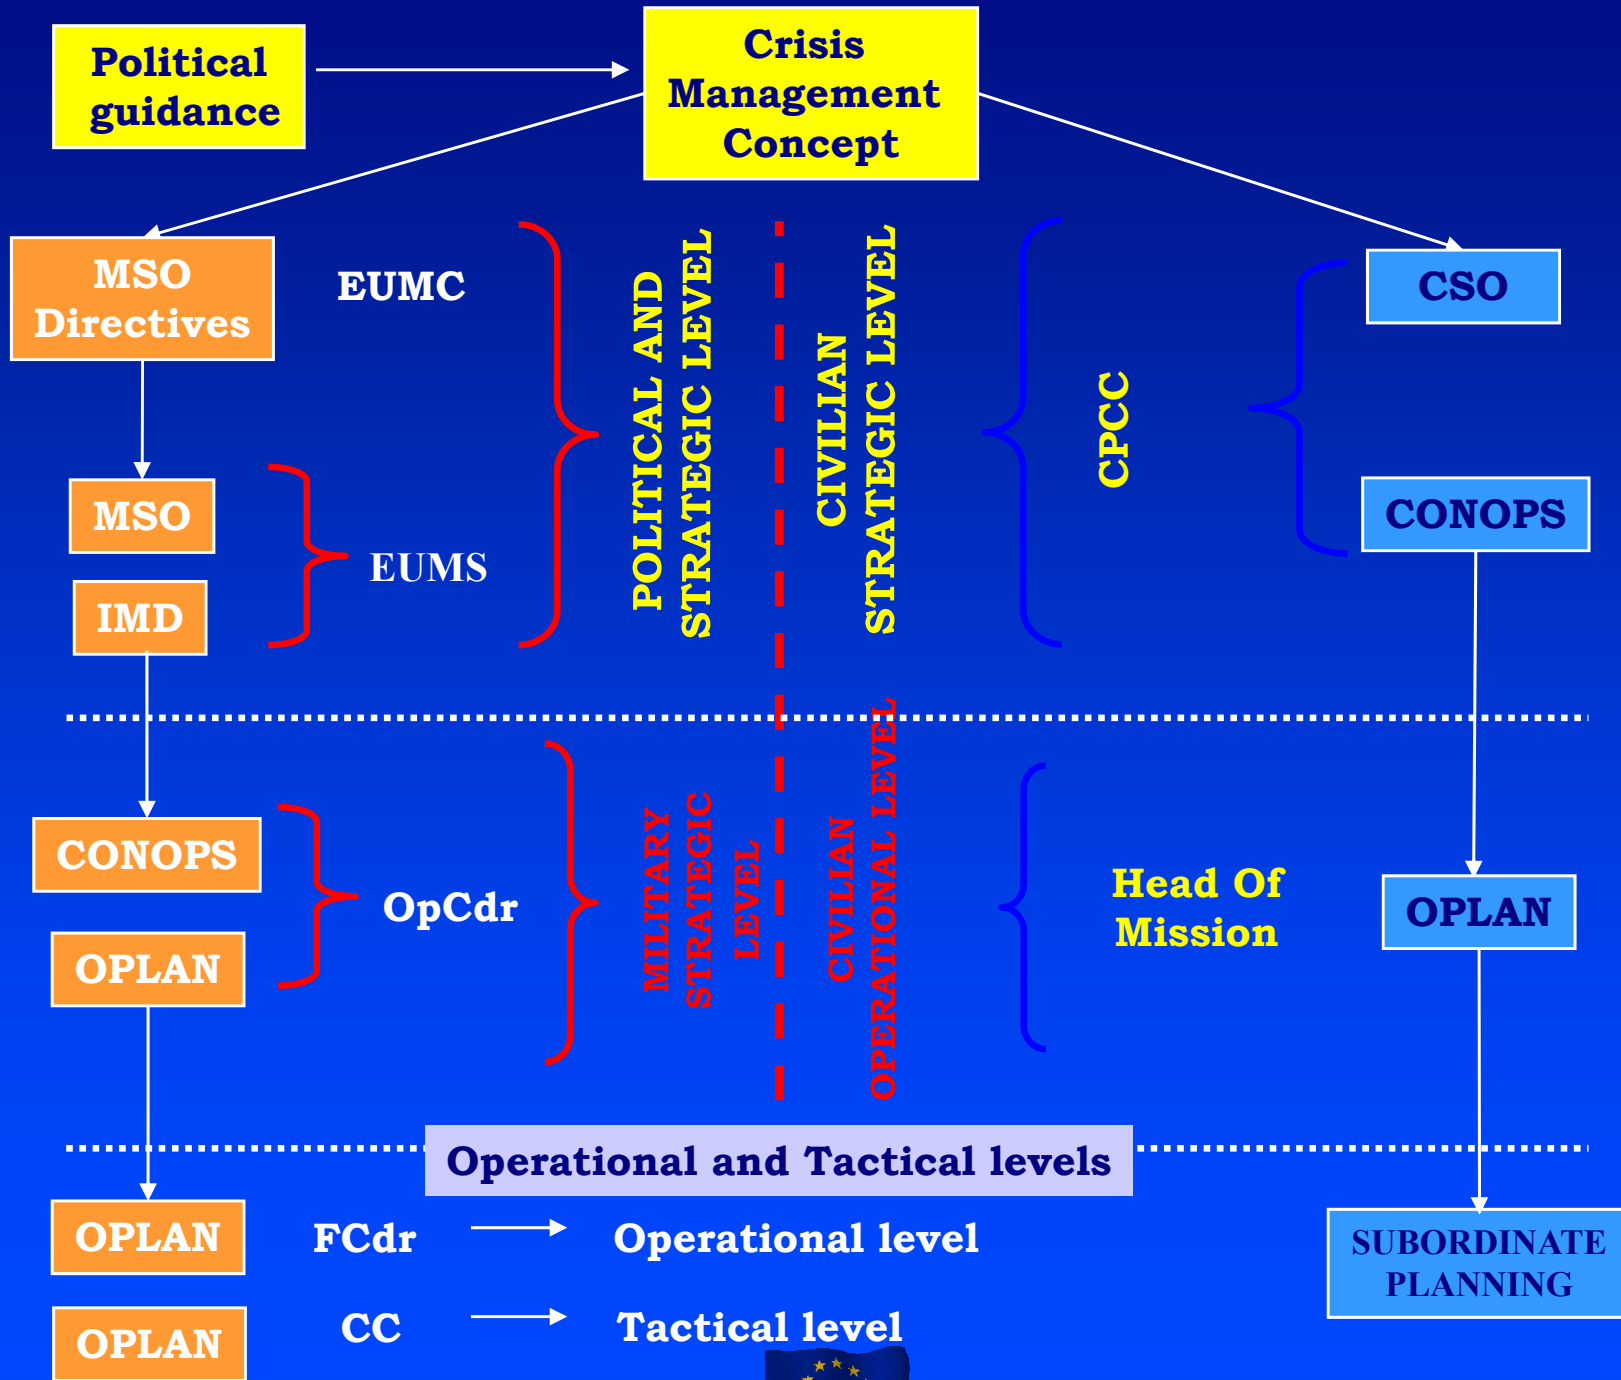 Political
guidance
Crisis
Management
Concept
MSO
Directives
EUMC
POLITICAL AND
STRATEGIC LEVEL
CIVILIAN
STRATEGIC LEVEL
CPCC
CSO
MSO
EUMS
IMD
CONOPS
CONOPS
OpCdr
OPLAN
MILITARY
STRATEGIC
LEVEL
CIVILIAN
OPERATIONAL LEVEL
Head Of
Mission
OPLAN
Operational and Tactical levels
OPLAN
FCdr
Operational level
SUBORDINATE
PLANNING
OPLAN
CC
Tactical level